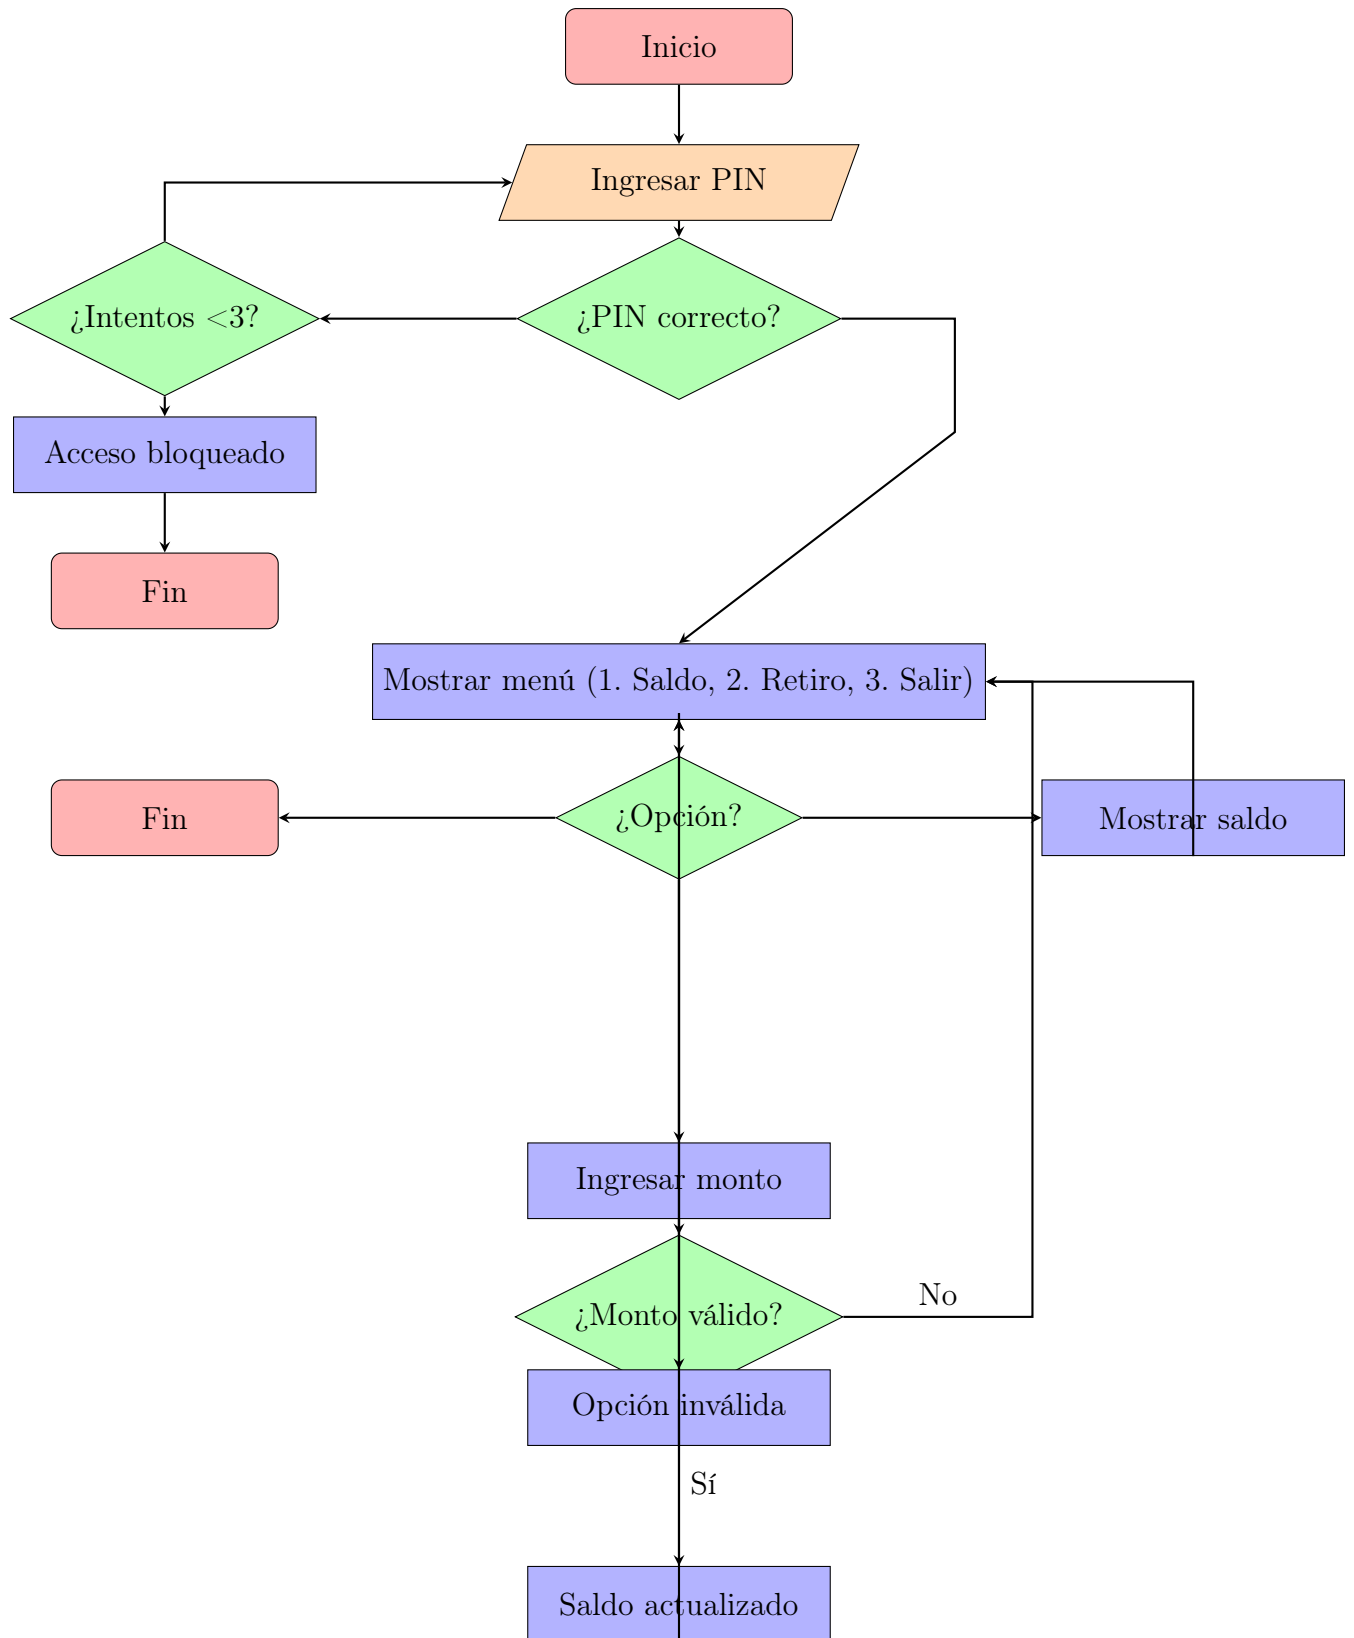 Inicio
Ingresar PIN
¿Intentos <3?
¿PIN correcto?
Acceso bloqueado
Fin
Mostrar menú (1. Saldo, 2. Retiro, 3. Salir)
Fin
¿Opción?
Mostrar saldo
Ingresar monto
No
¿Monto válido?
Opción inválida
Sí
Saldo actualizado